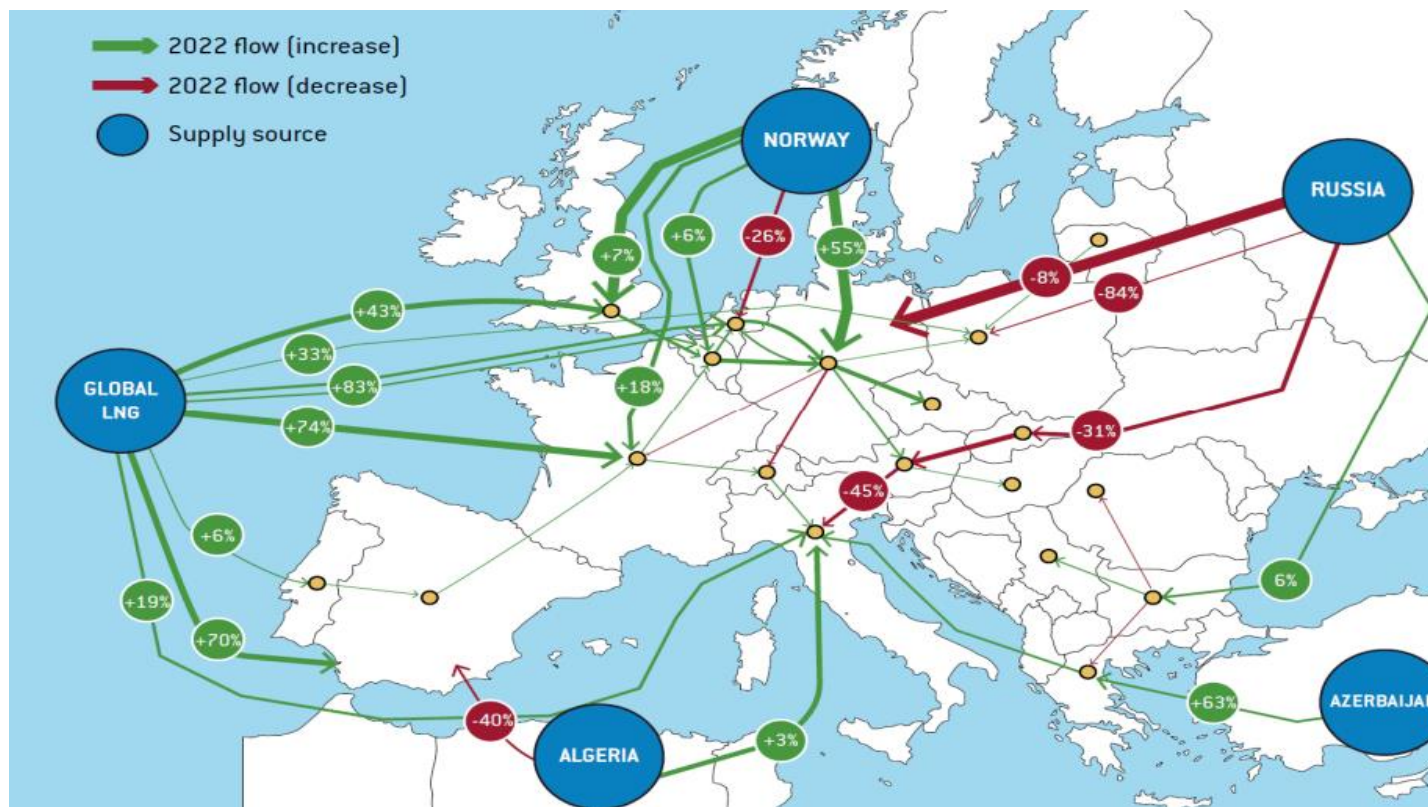 2022 flow (increase)
2022 flow (decrease)
Supply source
NORWAY
RUSSIA
+7%
+6%
-26%
+55%
-8%
-84%
+43%
+33%
+83%
+18%
GLOBAL
LNG
+74%
-31%
-45%
+6%
+19%
6%
+70%
-40%
+3%
+63%
ALGERIA
AZERBAIJAN